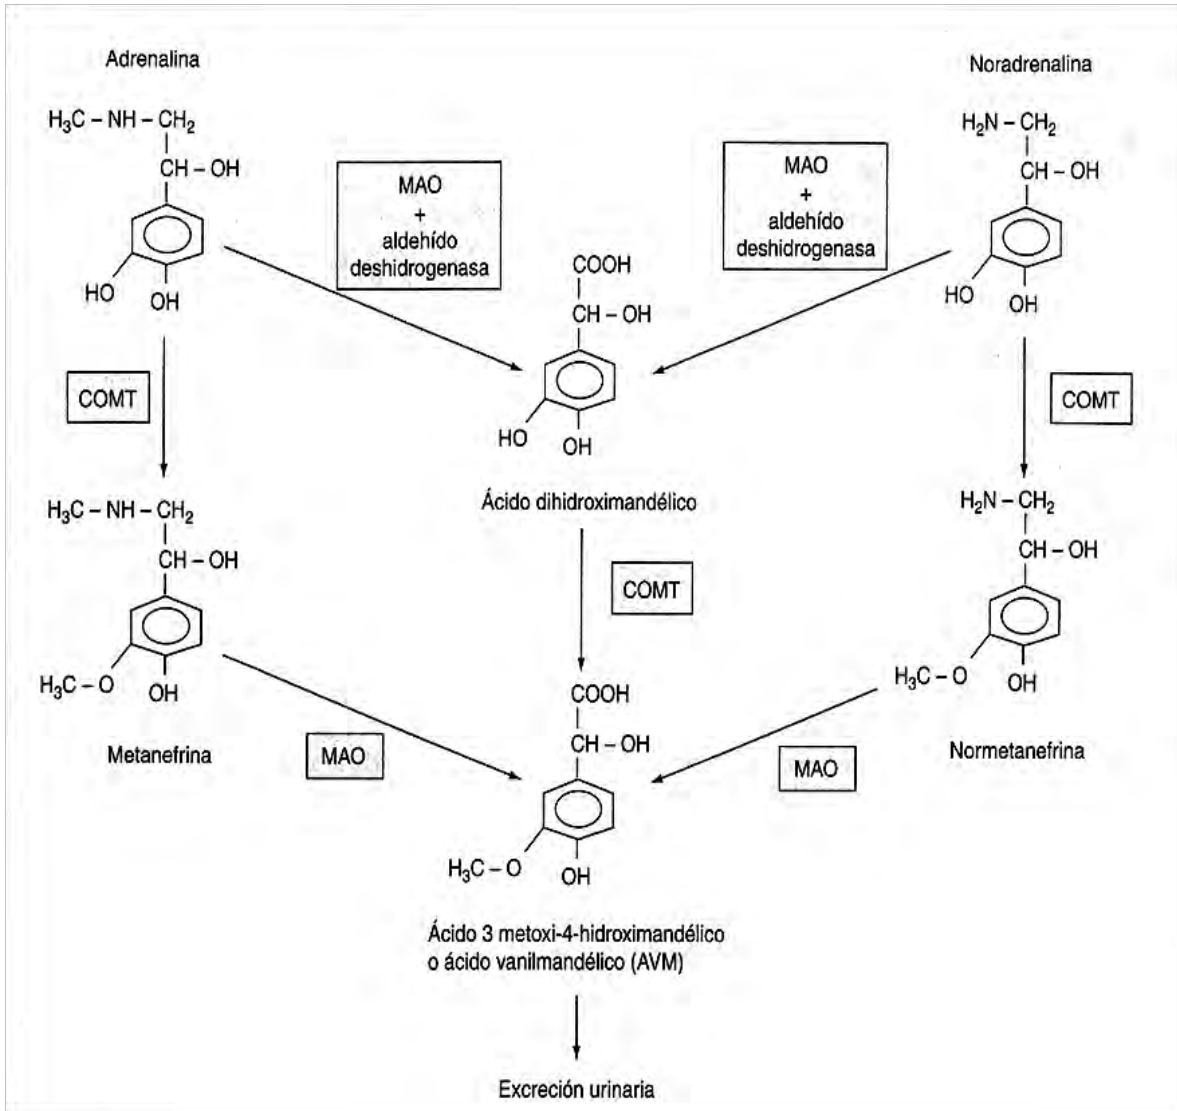 Adrenalina
Noradrenalina
H₃C – NH – CH₂
CH – OH
HO
OH
MAO
+
aldehído
deshidrogenasa
MAO
+
aldehído
deshidrogenasa
H₂N – CH₂
CH – OH
HO
OH
COOH
CH – OH
HO
OH
Ácido dihidroximandélico
COMT
COMT
COMT
H₃C – NH – CH₂
CH – OH
H₃C – O
OH
Metanefrina
H₂N – CH₂
CH – OH
H₃C – O
OH
Normetanefrina
MAO
MAO
COOH
CH – OH
H₃C – O
OH
Ácido 3 metoxi-4-hidroximandélico
o ácido vanilmandélico (AVM)
Excreción urinaria